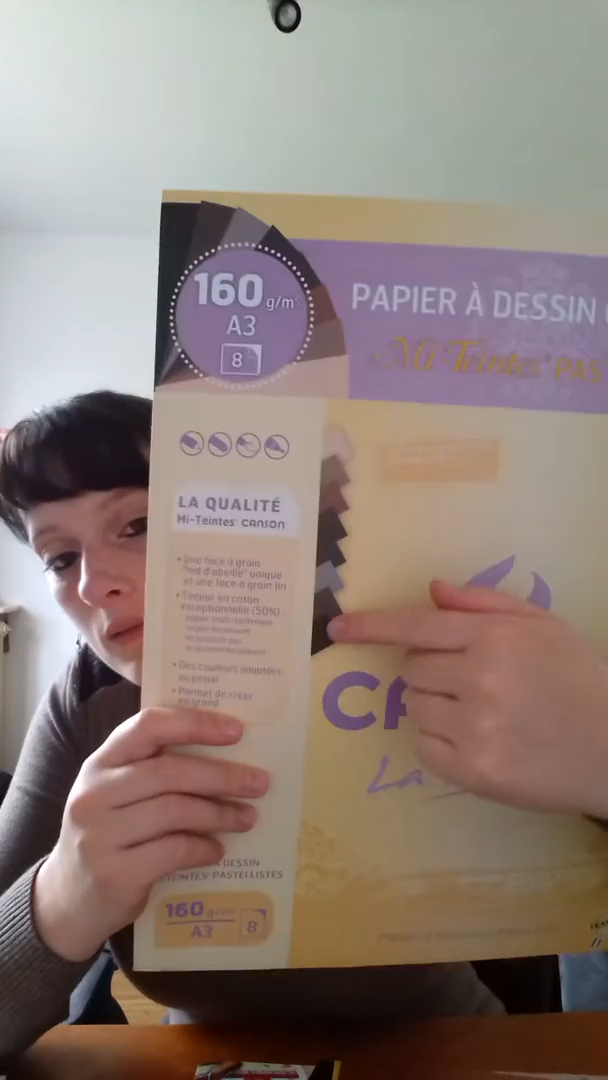 160 g/m²
A3
8
PAPIER À DESSIN
Mi-Teintes PAS
LA QUALITÉ
Mi-Teintes CANSON
• Une face à grain
"nid d'abeille" unique
et une face à grain fin
• Teneur en coton
exceptionnelle (50%)
• Des couleurs adaptées
au pastel
• Permet de créer
en grand
CA
La
DESSIN
TEINTES PASTELLISTES
160 g/m²
A3
8